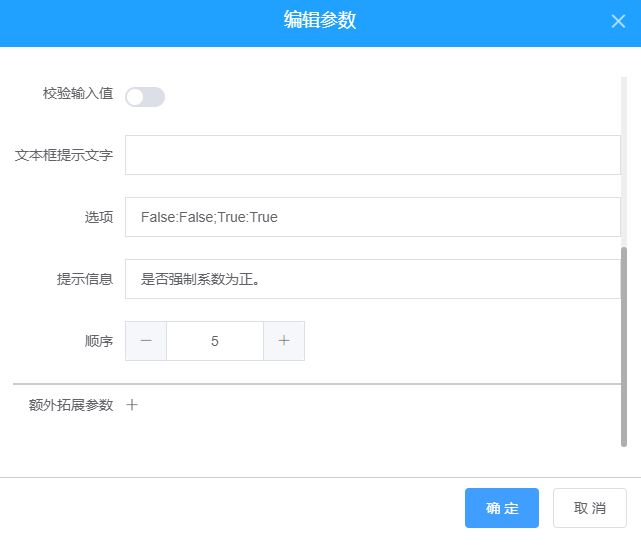 编辑参数
校验输入值
文本框提示文字
选项 False:False;True:True
提示信息 是否强制系数为正。
顺序 5
额外拓展参数
确定 取消